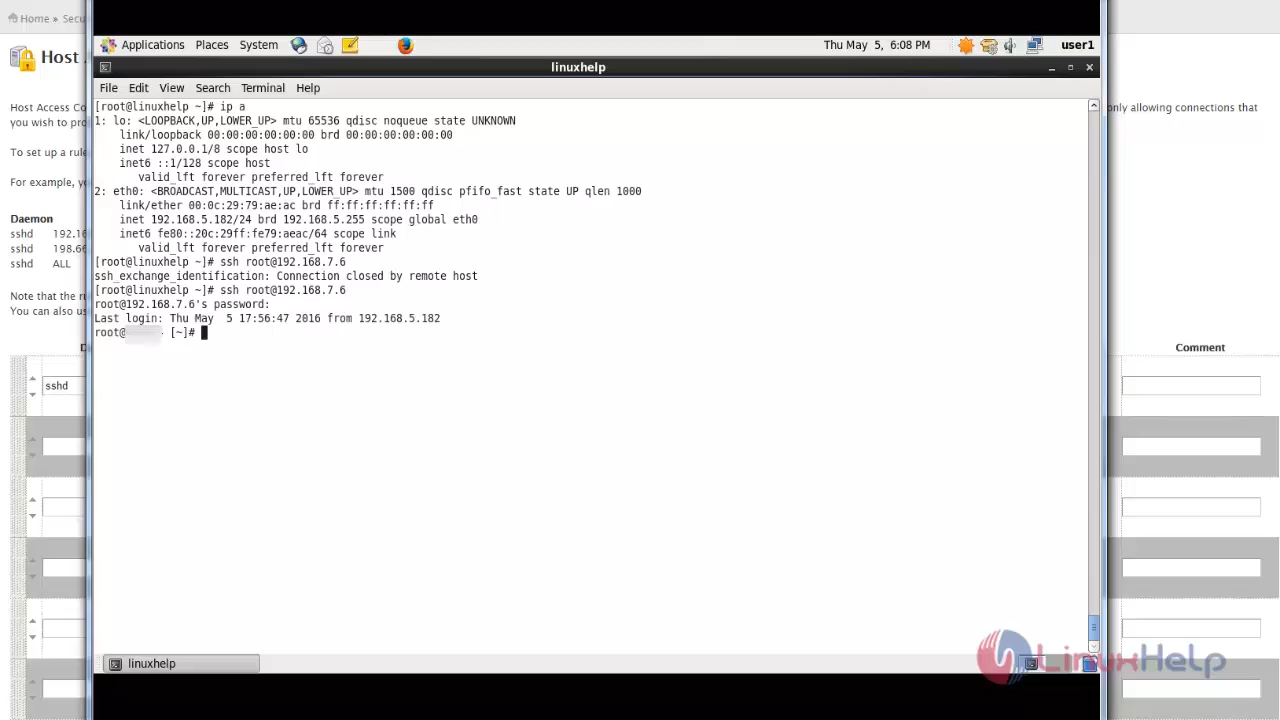 Home » Secu
Host
Host Access Co
only allowing connections that
you wish to pro
To set up a rule
For example, yo
Daemon
sshd 192.16
sshd 198.66
sshd ALL
Note that the ru
You can also us
Comment
sshd
Applications Places System
Thu May 5, 6:08 PM
user1
linuxhelp
File Edit View Search Terminal Help
[root@linuxhelp ~]# ip a
1: lo: <LOOPBACK,UP,LOWER_UP> mtu 65536 qdisc noqueue state UNKNOWN
link/loopback 00:00:00:00:00:00 brd 00:00:00:00:00:00
inet 127.0.0.1/8 scope host lo
inet6 ::1/128 scope host
valid_lft forever preferred_lft forever
2: eth0: <BROADCAST,MULTICAST,UP,LOWER_UP> mtu 1500 qdisc pfifo_fast state UP qlen 1000
link/ether 00:0c:29:79:ae:ac brd ff:ff:ff:ff:ff:ff
inet 192.168.5.182/24 brd 192.168.5.255 scope global eth0
inet6 fe80::20c:29ff:fe79:aeac/64 scope link
valid_lft forever preferred_lft forever
[root@linuxhelp ~]# ssh root@192.168.7.6
ssh_exchange_identification: Connection closed by remote host
[root@linuxhelp ~]# ssh root@192.168.7.6
root@192.168.7.6's password:
Last login: Thu May  5 17:56:47 2016 from 192.168.5.182
root@ [~]#
linuxhelp
LinuxHelp